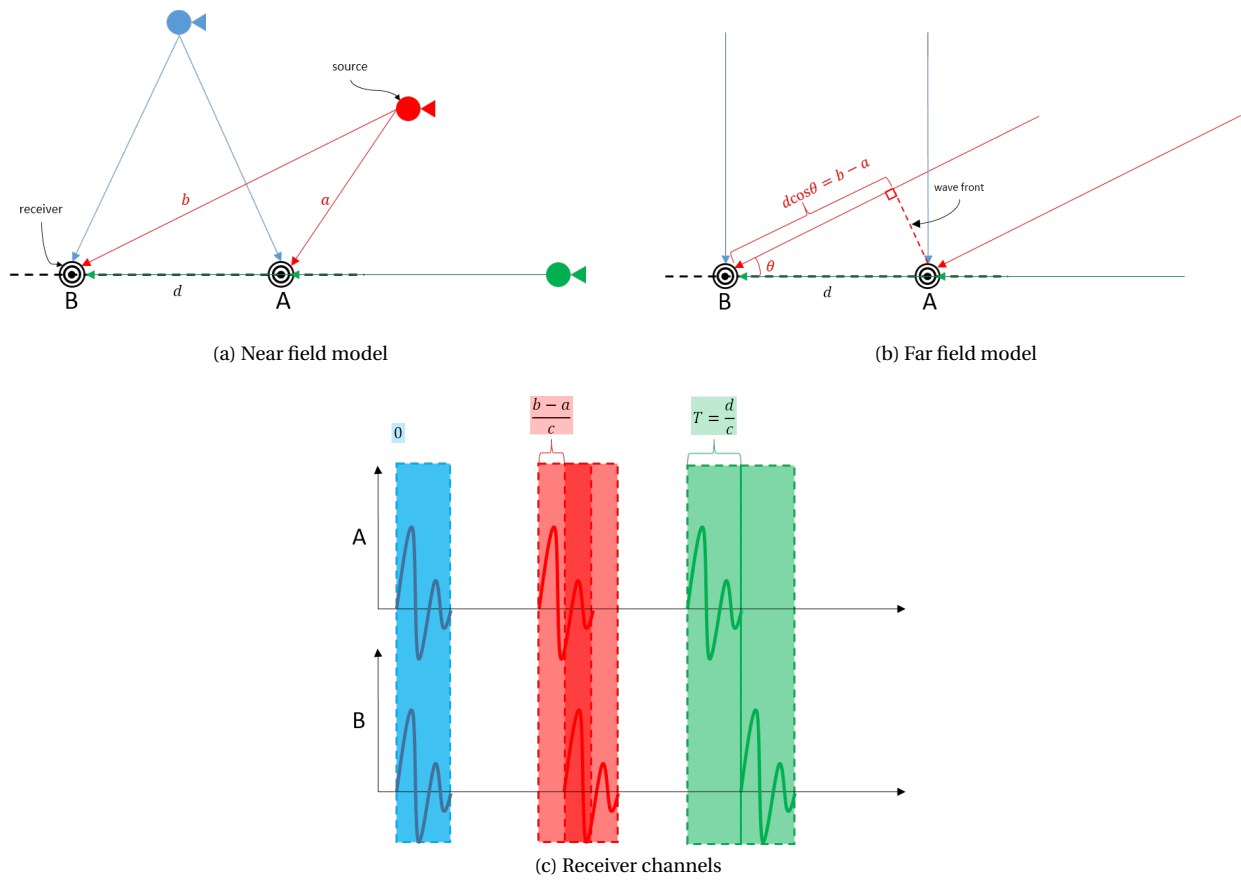 source
b
a
receiver
d
B
A
(a) Near field model
dcosθ = b − a
wave front
θ
d
B
A
(b) Far field model
0
b − a
c
T = d/c
A
B
(c) Receiver channels